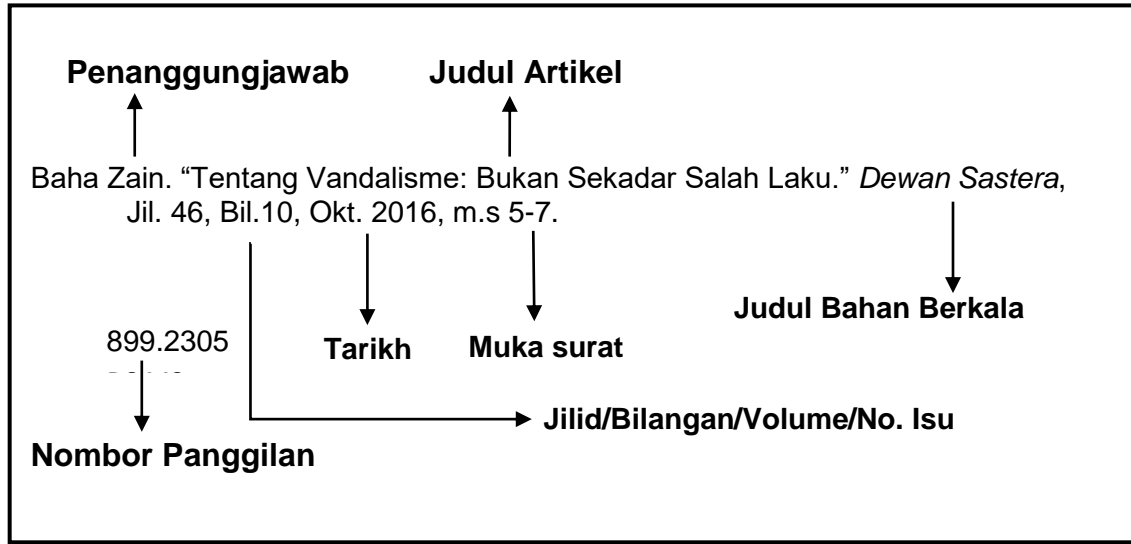 Penanggungjawab Judul Artikel
Baha Zain. “Tentang Vandalisme: Bukan Sekadar Salah Laku.” Dewan Sastera,
Jil. 46, Bil.10, Okt. 2016, m.s 5-7.
Judul Bahan Berkala
899.2305
Tarikh Muka surat
Jilid/Bilangan/Volume/No. Isu
Nombor Panggilan